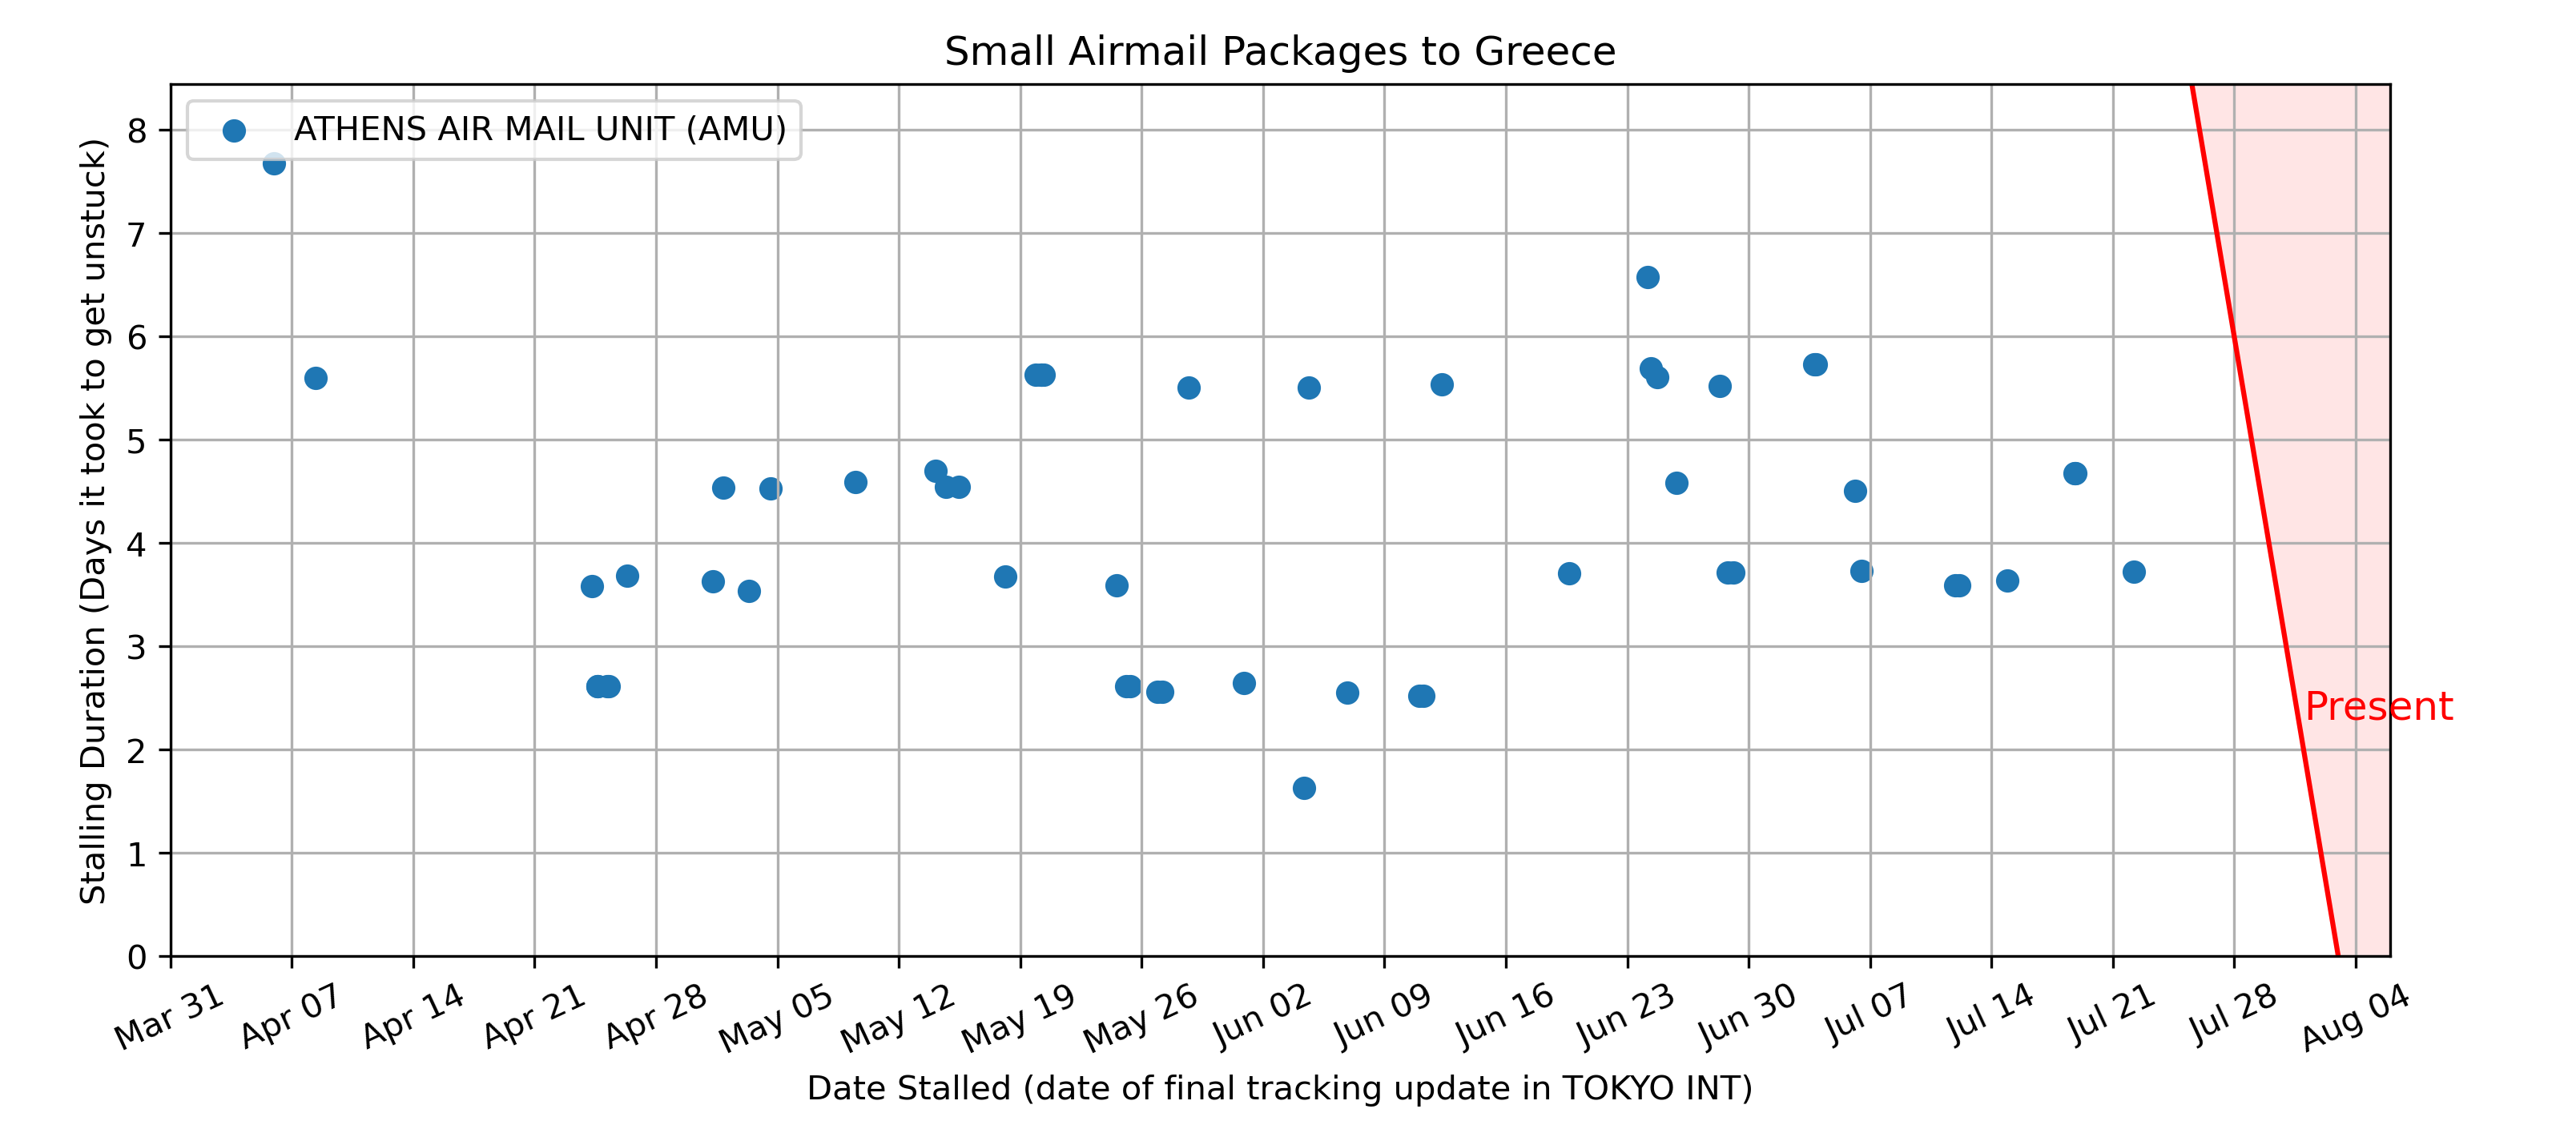 Small Airmail Packages to Greece
ATHENS AIR MAIL UNIT (AMU)
Stalling Duration (Days it took to get unstuck)
8
7
6
5
4
3
2
1
0
Present
Mar 31
Apr 07
Apr 14
Apr 21
Apr 28
May 05
May 12
May 19
May 26
Jun 02
Jun 09
Jun 16
Jun 23
Jun 30
Jul 07
Jul 14
Jul 21
Jul 28
Aug 04
Date Stalled (date of final tracking update in TOKYO INT)